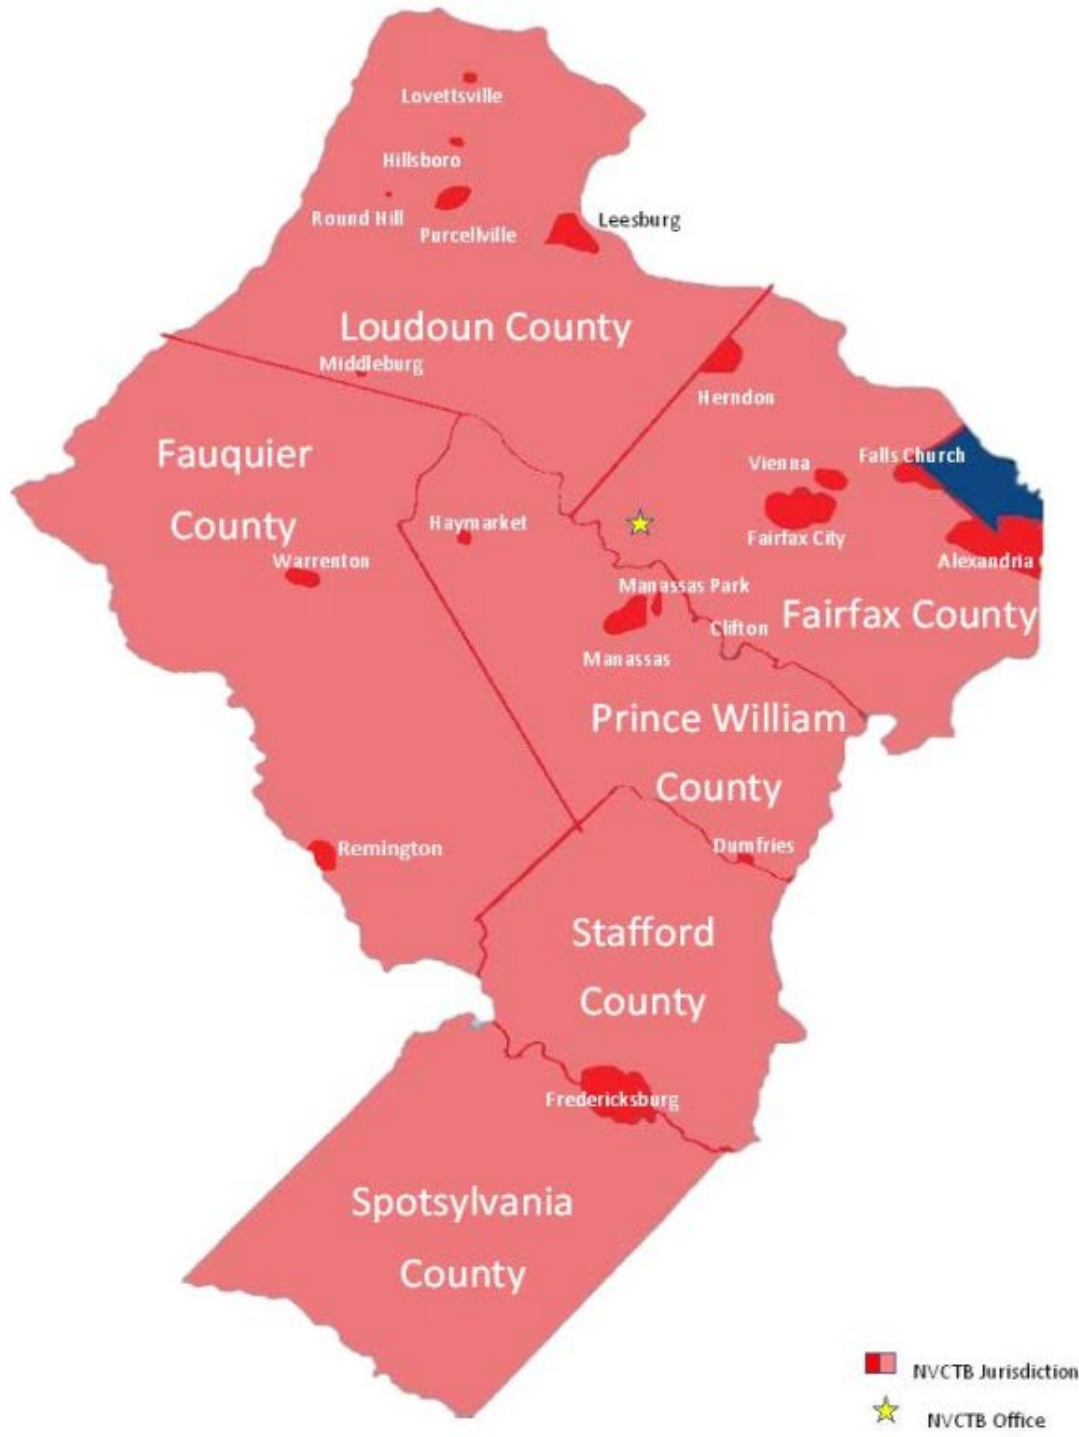 Lovettsville
Hillsboro
Round Hill
Purcellville
Leesburg
Loudoun County
Middleburg
Herndon
Fauquier
County
Vienna
Falls Church
Haymarket
Fairfax City
Warrenton
Alexandria
Manassas Park
Fairfax County
Clifton
Manassas
Prince William
County
Dumfries
Remington
Stafford
County
Fredericksburg
Spotsylvania
County
NVCTB Jurisdiction
NVCTB Office